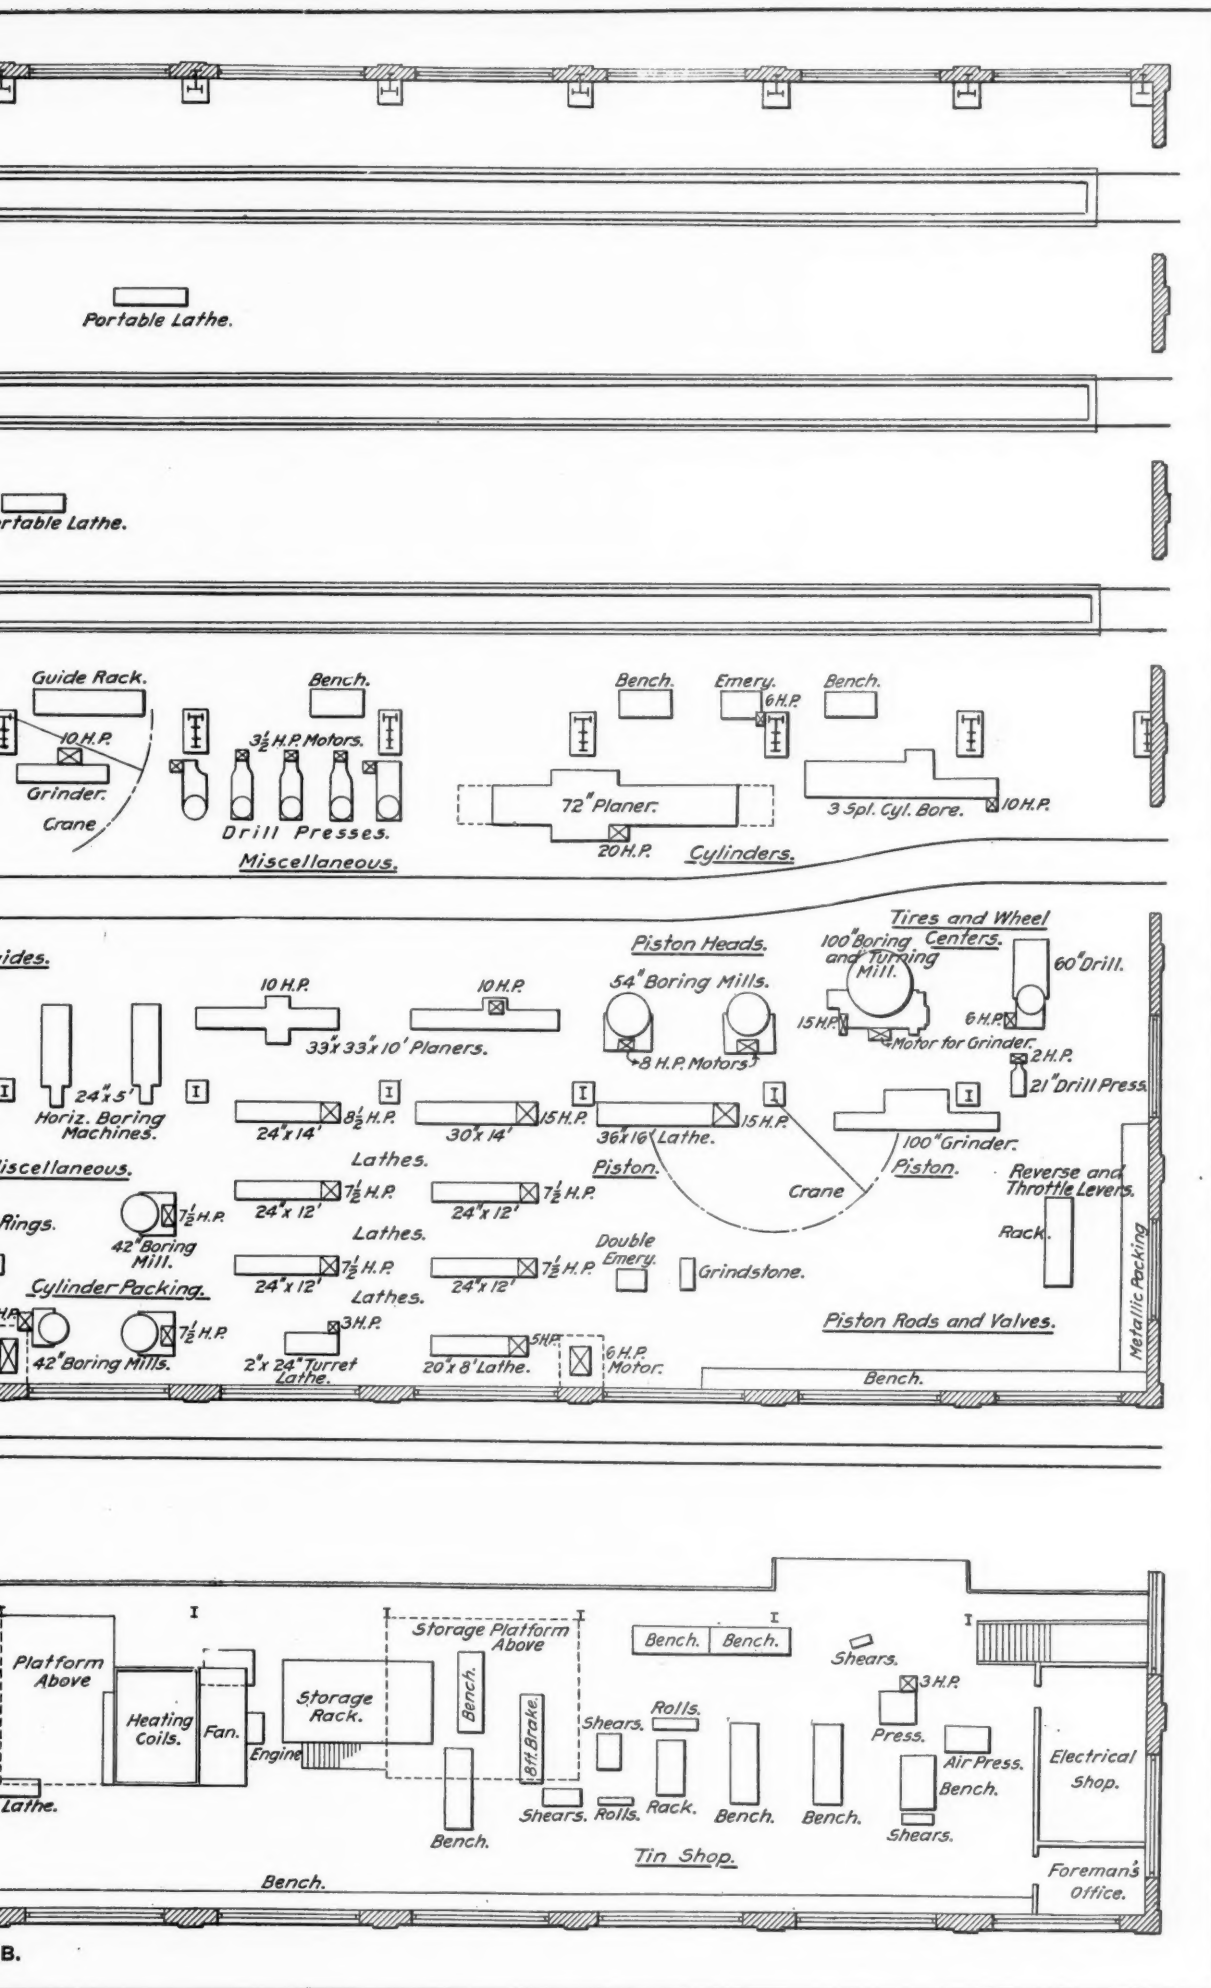 Portable Lathe.
rtable Lathe.
Guide Rack.
Bench.
Bench.
Emery.
Bench.
6 H.P.
10 H.P.
3½ H.P. Motors.
Grinder.
Crane
Drill Presses.
Miscellaneous.
72" Planer.
20 H.P.
Cylinders.
3 Spl. Cyl. Bore.
10 H.P.
Tires and Wheel
Centers.
ides.
Piston Heads.
100" Boring
and Turning
Mill.
60" Drill.
10 H.P.
10 H.P.
54" Boring Mills.
15 H.P.
6 H.P.
33"x 33"x 10' Planers.
8 H.P. Motors
Motor for Grinder.
2 H.P.
21" Drill Press.
24"x 5'
Horiz. Boring
Machines.
8½ H.P.
24"x 14'
15 H.P.
30"x 14'
15 H.P.
36"x 16' Lathe.
100" Grinder.
Lathes.
iscellaneous.
Piston.
Crane
Piston.
Reverse and
Throttle Levers.
7½ H.P.
24"x 12'
7½ H.P.
24"x 12'
Rings.
7½ H.P.
42" Boring
Mill.
Lathes.
Double
Emery.
Grindstone.
Rack.
Metallic Packing
7½ H.P.
24"x 12'
7½ H.P.
24"x 12'
Cylinder Packing.
Lathes.
H.P.
7½ H.P.
42" Boring Mills.
3 H.P.
2"x 24" Turret
Lathe.
5 H.P.
20"x 8' Lathe.
6 H.P.
Motor.
Piston Rods and Valves.
Bench.
Platform
Above
Storage Platform
Above
Bench.
Bench.
Shears.
3 H.P.
Press.
Heating
Coils.
Fan.
Engine
Storage
Rack.
Bench.
8ft. Brake.
Shears.
Rolls.
Air Press.
Electrical
Shop.
Lathe.
Bench.
Shears.
Rolls.
Rack.
Bench.
Bench.
Bench.
Shears.
Tin Shop.
Bench.
Foreman's
Office.
B.